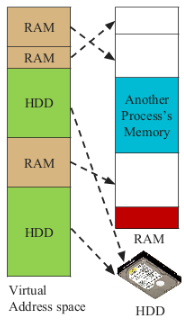 RAM
RAM
HDD
RAM
HDD
Virtual
Address space
Another
Process's
Memory
RAM
HDD